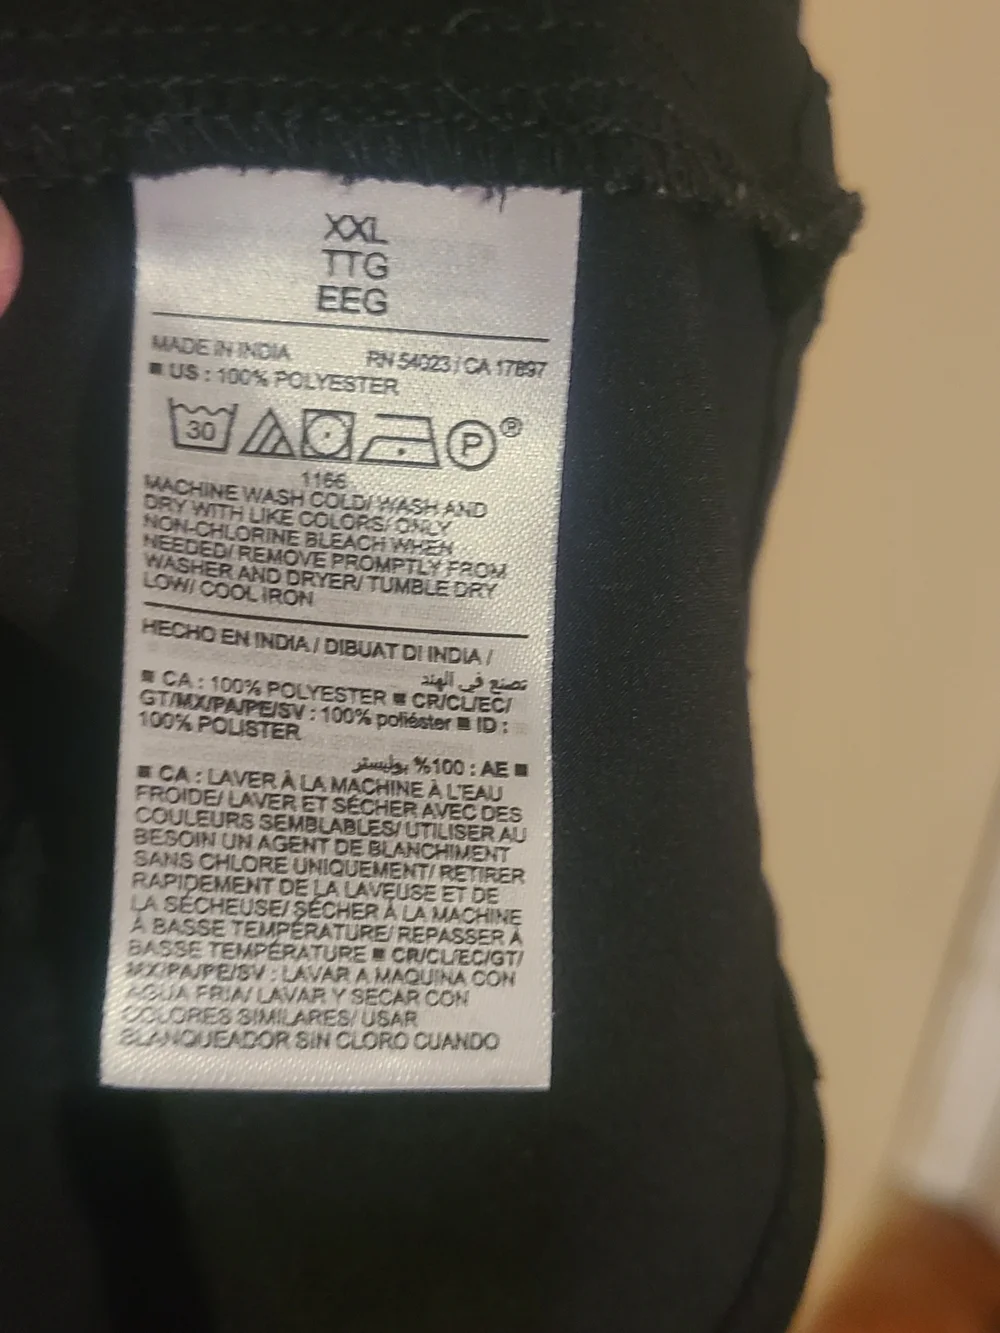 XXL
TTG
EEG
MADE IN INDIA RN 54023 / CA 17897
■ US : 100% POLYESTER
30 P ®
1166
MACHINE WASH COLD/ WASH AND
DRY WITH LIKE COLORS/ ONLY
NON-CHLORINE BLEACH WHEN
NEEDED/ REMOVE PROMPTLY FROM
WASHER AND DRYER/ TUMBLE DRY
LOW/ COOL IRON
HECHO EN INDIA / DIBUAT DI INDIA /
تصنع في الهند
■ CA : 100% POLYESTER ■ CR/CL/EC/
GT/MX/PA/PE/SV : 100% poliéster ■ ID :
100% POLISTER
■ AE : 100% بوليستر
■ CA : LAVER À LA MACHINE À L'EAU
FROIDE/ LAVER ET SÉCHER AVEC DES
COULEURS SEMBLABLES/ UTILISER AU
BESOIN UN AGENT DE BLANCHIMENT
SANS CHLORE UNIQUEMENT/ RETIRER
RAPIDEMENT DE LA LAVEUSE ET DE
LA SÉCHEUSE/ SÉCHER À LA MACHINE
À BASSE TEMPÉRATURE/ REPASSER À
BASSE TEMPÉRATURE ■ CR/CL/EC/GT/
MX/PA/PE/SV : LAVAR A MAQUINA CON
AGUA FRIA/ LAVAR Y SECAR CON
COLORES SIMILARES/ USAR
BLANQUEADOR SIN CLORO CUANDO